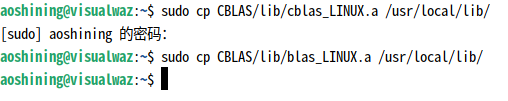 aoshining@visualwaz:~$ sudo cp CBLAS/lib/cblas_LINUX.a /usr/local/lib/
[sudo] aoshining 的密码：
aoshining@visualwaz:~$ sudo cp CBLAS/lib/blas_LINUX.a /usr/local/lib/
aoshining@visualwaz:~$